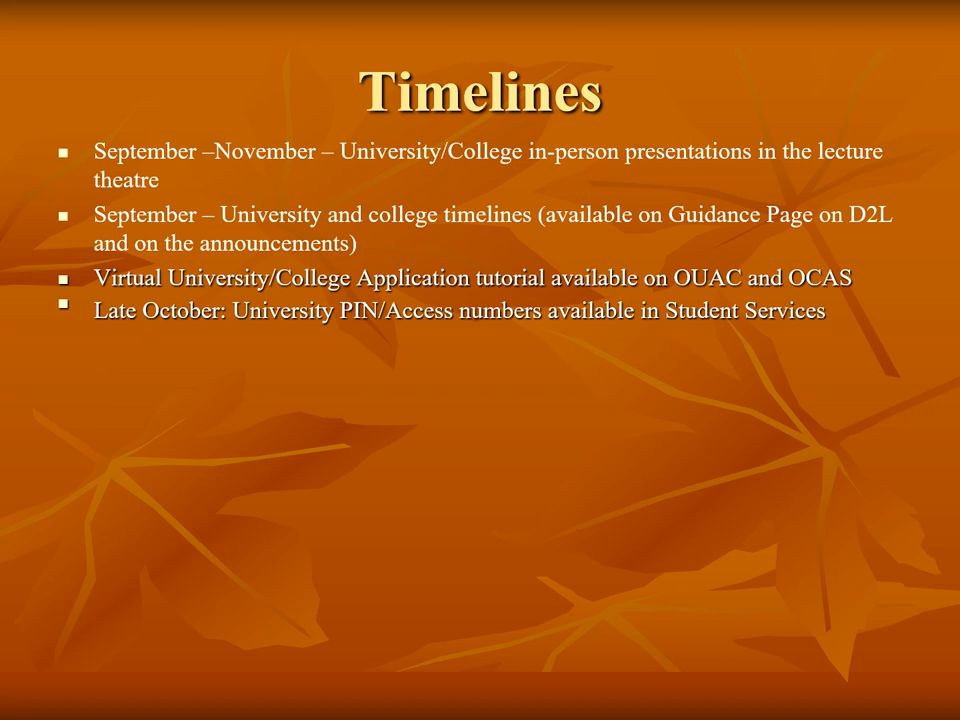 Timelines
September –November – University/College in-person presentations in the lecture
theatre
September – University and college timelines (available on Guidance Page on D2L
and on the announcements)
Virtual University/College Application tutorial available on OUAC and OCAS
Late October: University PIN/Access numbers available in Student Services